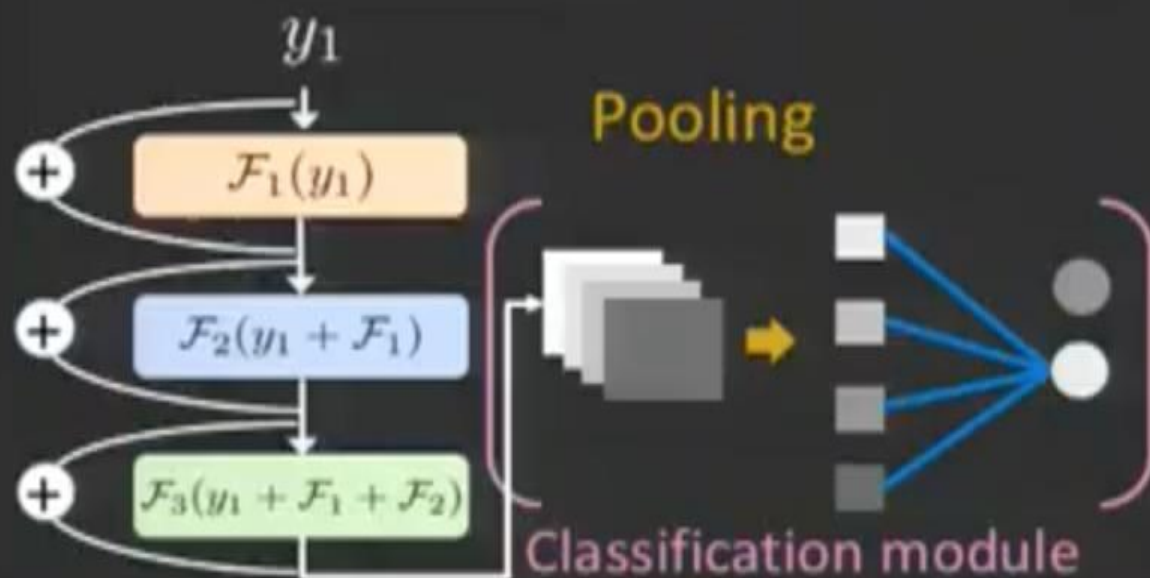 y₁
+
ℱ₁(y₁)
+
ℱ₂(y₁ + ℱ₁)
+
ℱ₃(y₁ + ℱ₁ + ℱ₂)
Pooling
Classification module